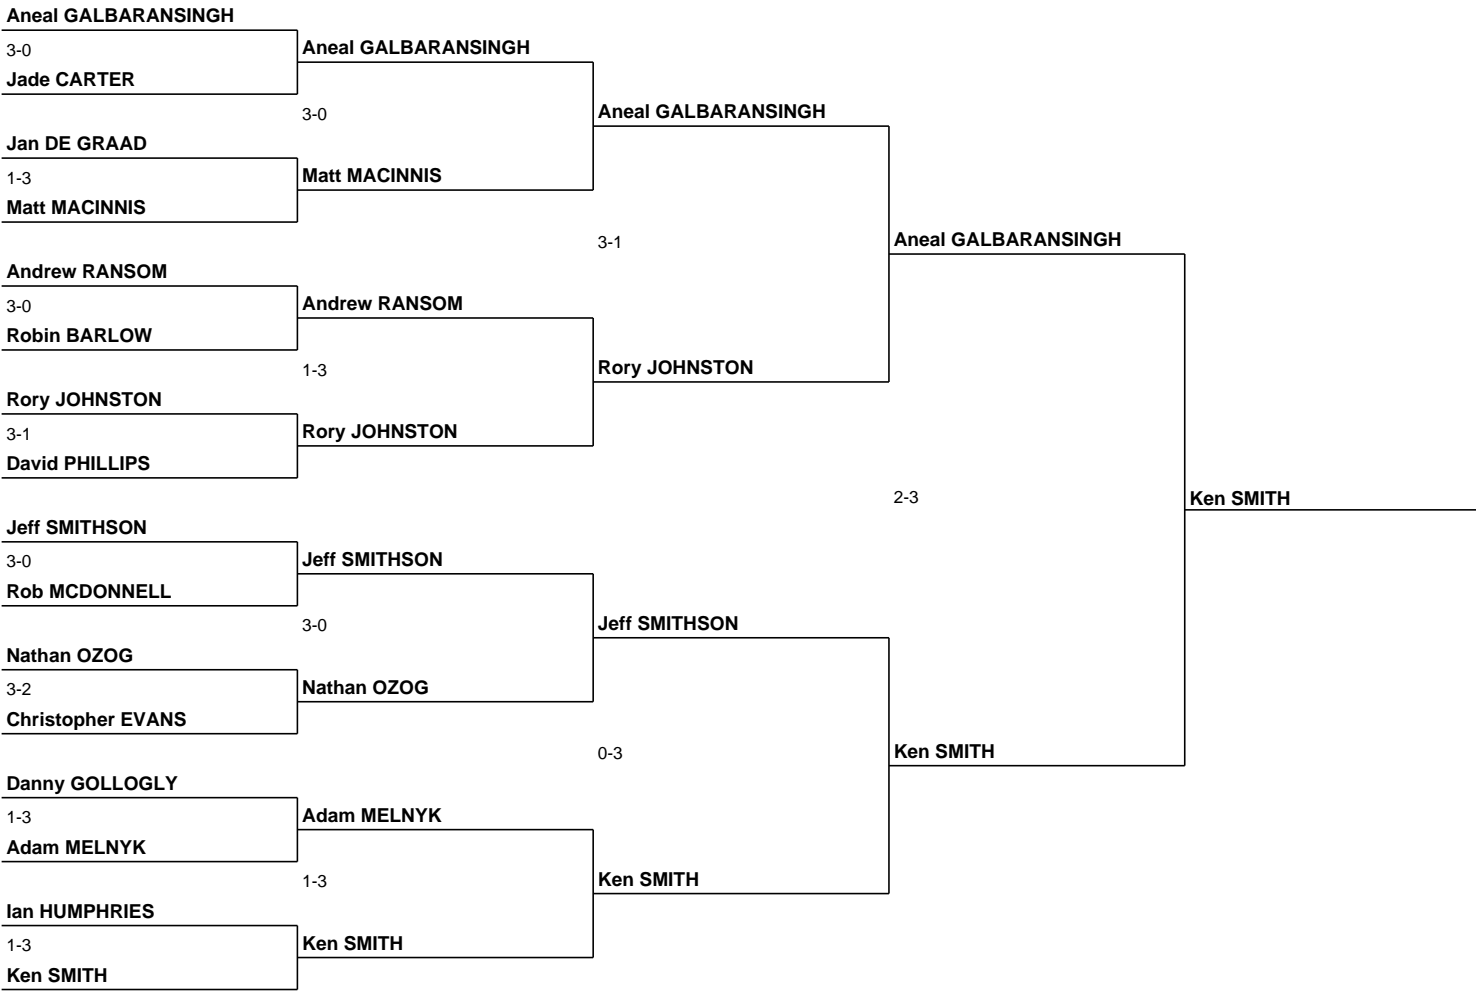 Aneal GALBARANSINGH
3-0
Jade CARTER
Jan DE GRAAD
1-3
Matt MACINNIS
Andrew RANSOM
3-0
Robin BARLOW
Rory JOHNSTON
3-1
David PHILLIPS
Jeff SMITHSON
3-0
Rob MCDONNELL
Nathan OZOG
3-2
Christopher EVANS
Danny GOLLOGLY
1-3
Adam MELNYK
Ian HUMPHRIES
1-3
Ken SMITH
Aneal GALBARANSINGH
3-0
Matt MACINNIS
Andrew RANSOM
1-3
Rory JOHNSTON
Jeff SMITHSON
3-0
Nathan OZOG
Adam MELNYK
1-3
Ken SMITH
Aneal GALBARANSINGH
3-1
Rory JOHNSTON
Jeff SMITHSON
0-3
Ken SMITH
Aneal GALBARANSINGH
2-3
Ken SMITH
Ken SMITH